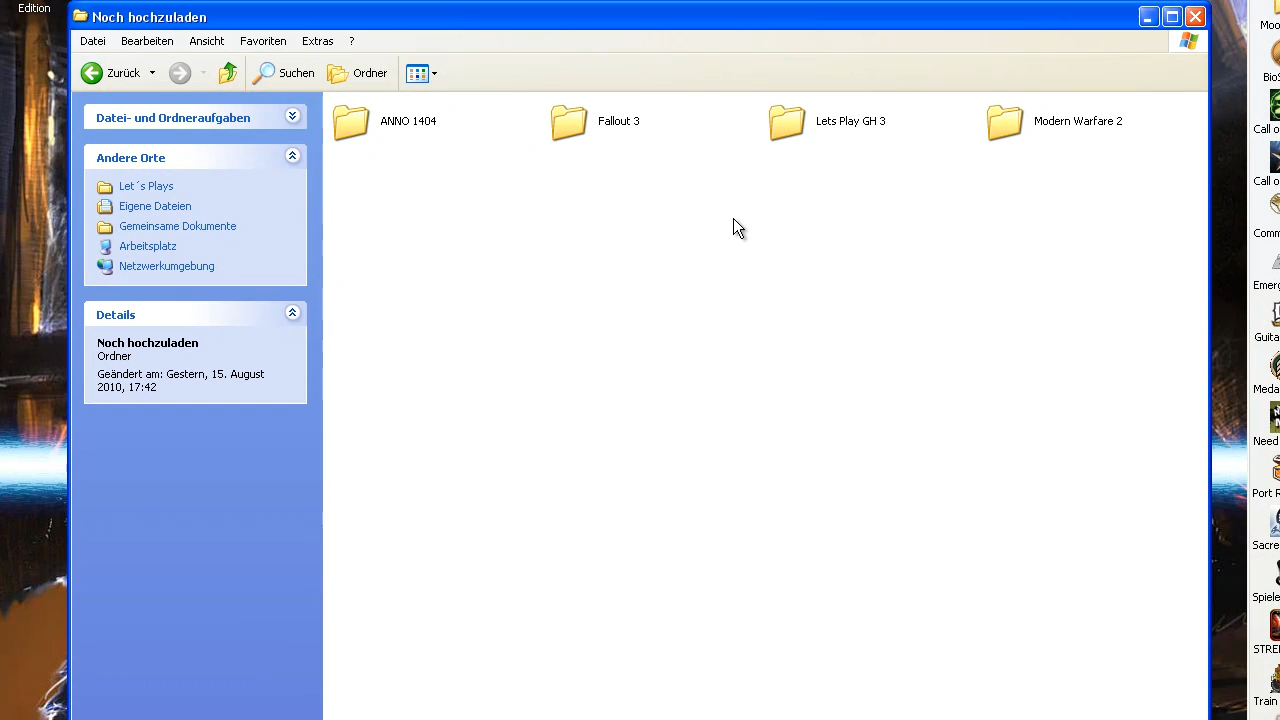 Edition
Noch hochzuladen
Datei Bearbeiten Ansicht Favoriten Extras ?
Zurück Suchen Ordner
Datei- und Ordneraufgaben
Andere Orte
Let´s Plays
Eigene Dateien
Gemeinsame Dokumente
Arbeitsplatz
Netzwerkumgebung
Details
Noch hochzuladen
Ordner
Geändert am: Gestern, 15. August
2010, 17:42
ANNO 1404
Fallout 3
Lets Play GH 3
Modern Warfare 2
Moo
BioS
Call o
Call O
Comm
Emerg
Guita
Meda
Need
Port R
Sacre
Spiele
STREE
Train